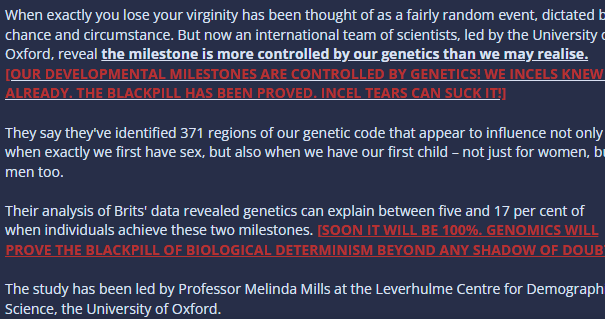 When exactly you lose your virginity has been thought of as a fairly random event, dictated
chance and circumstance. But now an international team of scientists, led by the University
Oxford, reveal the milestone is more controlled by our genetics than we may realise.
[OUR DEVELOPMENTAL MILESTONES ARE CONTROLLED BY GENETICS! WE INCELS KNEW
ALREADY. THE BLACKPILL HAS BEEN PROVED. INCEL TEARS CAN SUCK IT!]
They say they've identified 371 regions of our genetic code that appear to influence not only
when exactly we first have sex, but also when we have our first child – not just for women,
men too.
Their analysis of Brits' data revealed genetics can explain between five and 17 per cent of
when individuals achieve these two milestones. [SOON IT WILL BE 100%. GENOMICS WILL
PROVE THE BLACKPILL OF BIOLOGICAL DETERMINISM BEYOND ANY SHADOW OF
The study has been led by Professor Melinda Mills at the Leverhulme Centre for
Science, the University of Oxford.